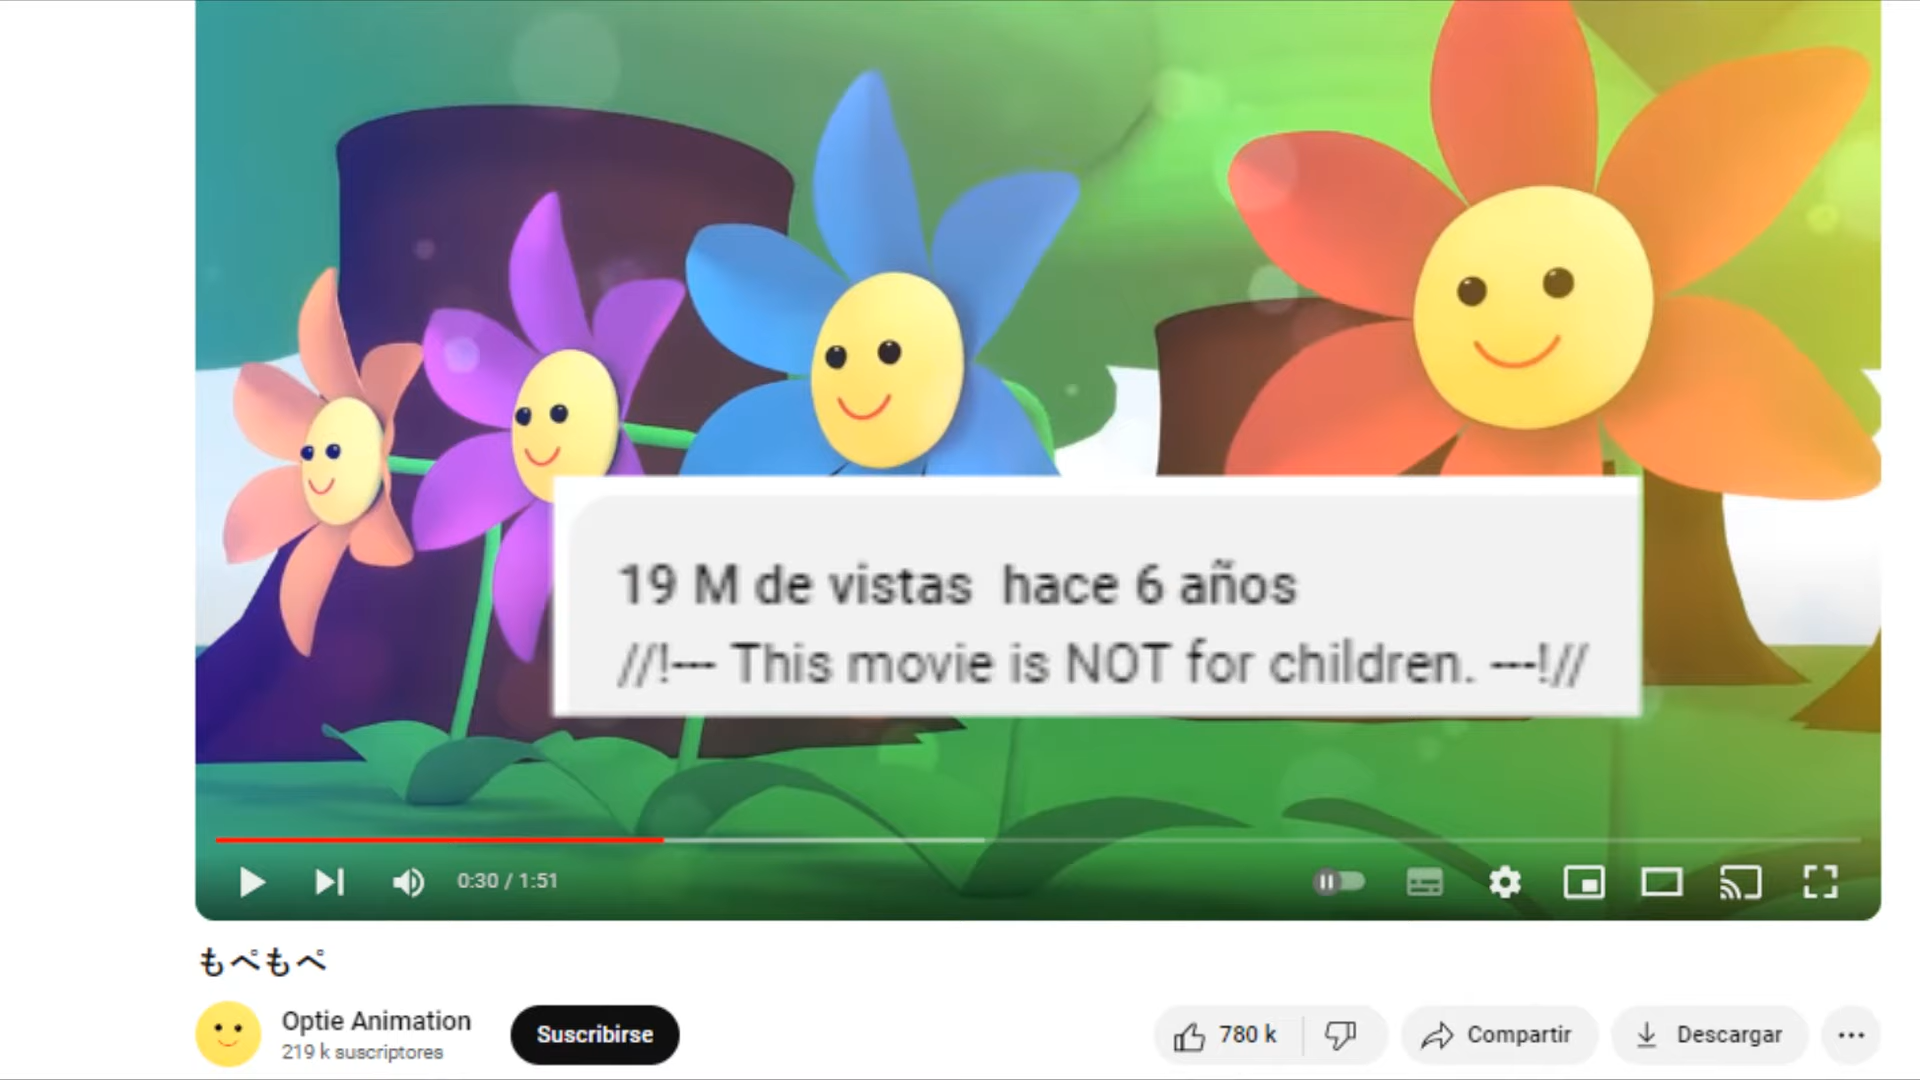 19 M de vistas hace 6 años
//!--- This movie is NOT for children. ---!//
0:30 / 1:51
もぺもぺ
Optie Animation
219 k suscriptores
Suscribirse
780 k
Compartir
Descargar